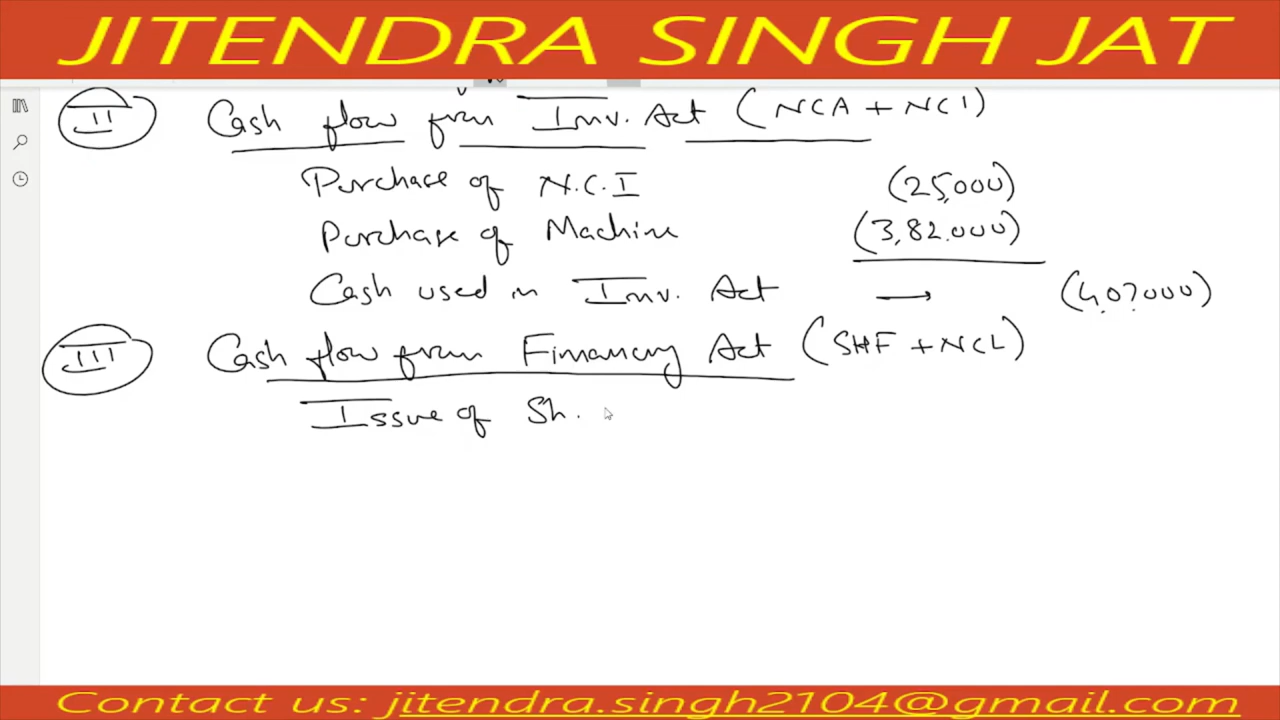 JITENDRA SINGH JAT
II Cash flow from Inv. Act (NCA + NCI)
Purchase of N.C.I (25,000)
Purchase of Machine (3,82,000)
Cash used in Inv. Act → (4,07,000)
III Cash flow from Financing Act (SHF + NCL)
Issue of Sh.
Contact us: jitendra.singh2104@gmail.com